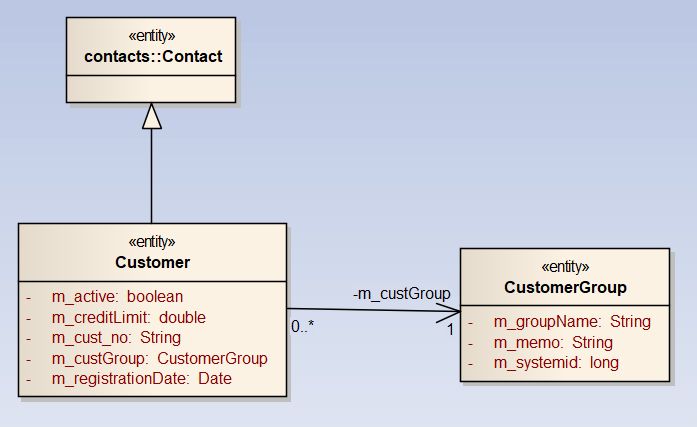 «entity»
contacts::Contact
«entity»
Customer
- m_active: boolean
- m_creditLimit: double
- m_cust_no: String
- m_custGroup: CustomerGroup
- m_registrationDate: Date
-m_custGroup
0..*
1
«entity»
CustomerGroup
- m_groupName: String
- m_memo: String
- m_systemid: long